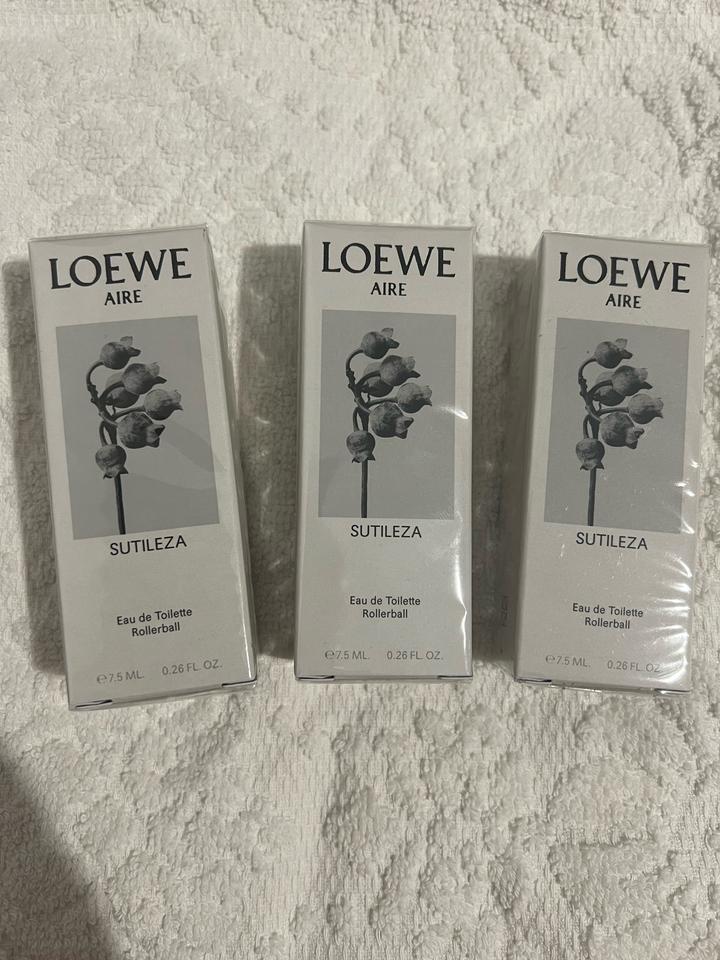 LOEWE
AIRE
SUTILEZA
Eau de Toilette
Rollerball
℮7.5 ML. 0.26 FL. OZ.
LOEWE
AIRE
SUTILEZA
Eau de Toilette
Rollerball
℮7.5 ML. 0.26 FL. OZ.
LOEWE
AIRE
SUTILEZA
Eau de Toilette
Rollerball
℮7.5 ML. 0.26 FL. OZ.